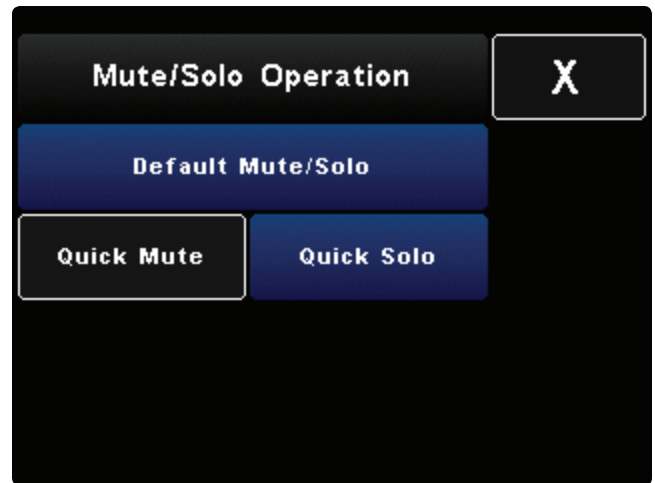 Mute/Solo Operation
X
Default Mute/Solo
Quick Mute
Quick Solo